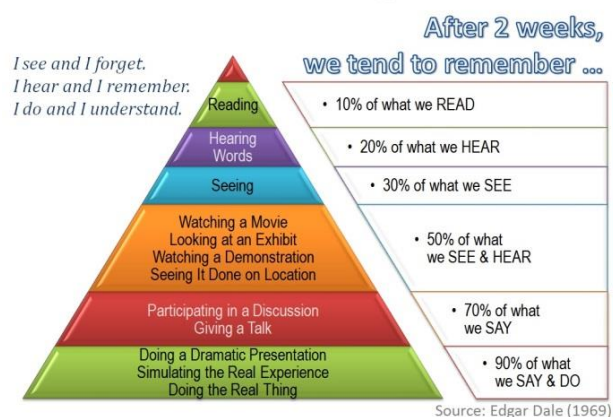 After 2 weeks,
we tend to remember ...
I see and I forget.
I hear and I remember.
I do and I understand.
Reading
• 10% of what we READ
Hearing
Words
• 20% of what we HEAR
Seeing
• 30% of what we SEE
Watching a Movie
Looking at an Exhibit
Watching a Demonstration
Seeing It Done on Location
• 50% of what
we SEE & HEAR
Participating in a Discussion
Giving a Talk
• 70% of what
we SAY
Doing a Dramatic Presentation
Simulating the Real Experience
Doing the Real Thing
• 90% of what
we SAY & DO
Source: Edgar Dale (1969)